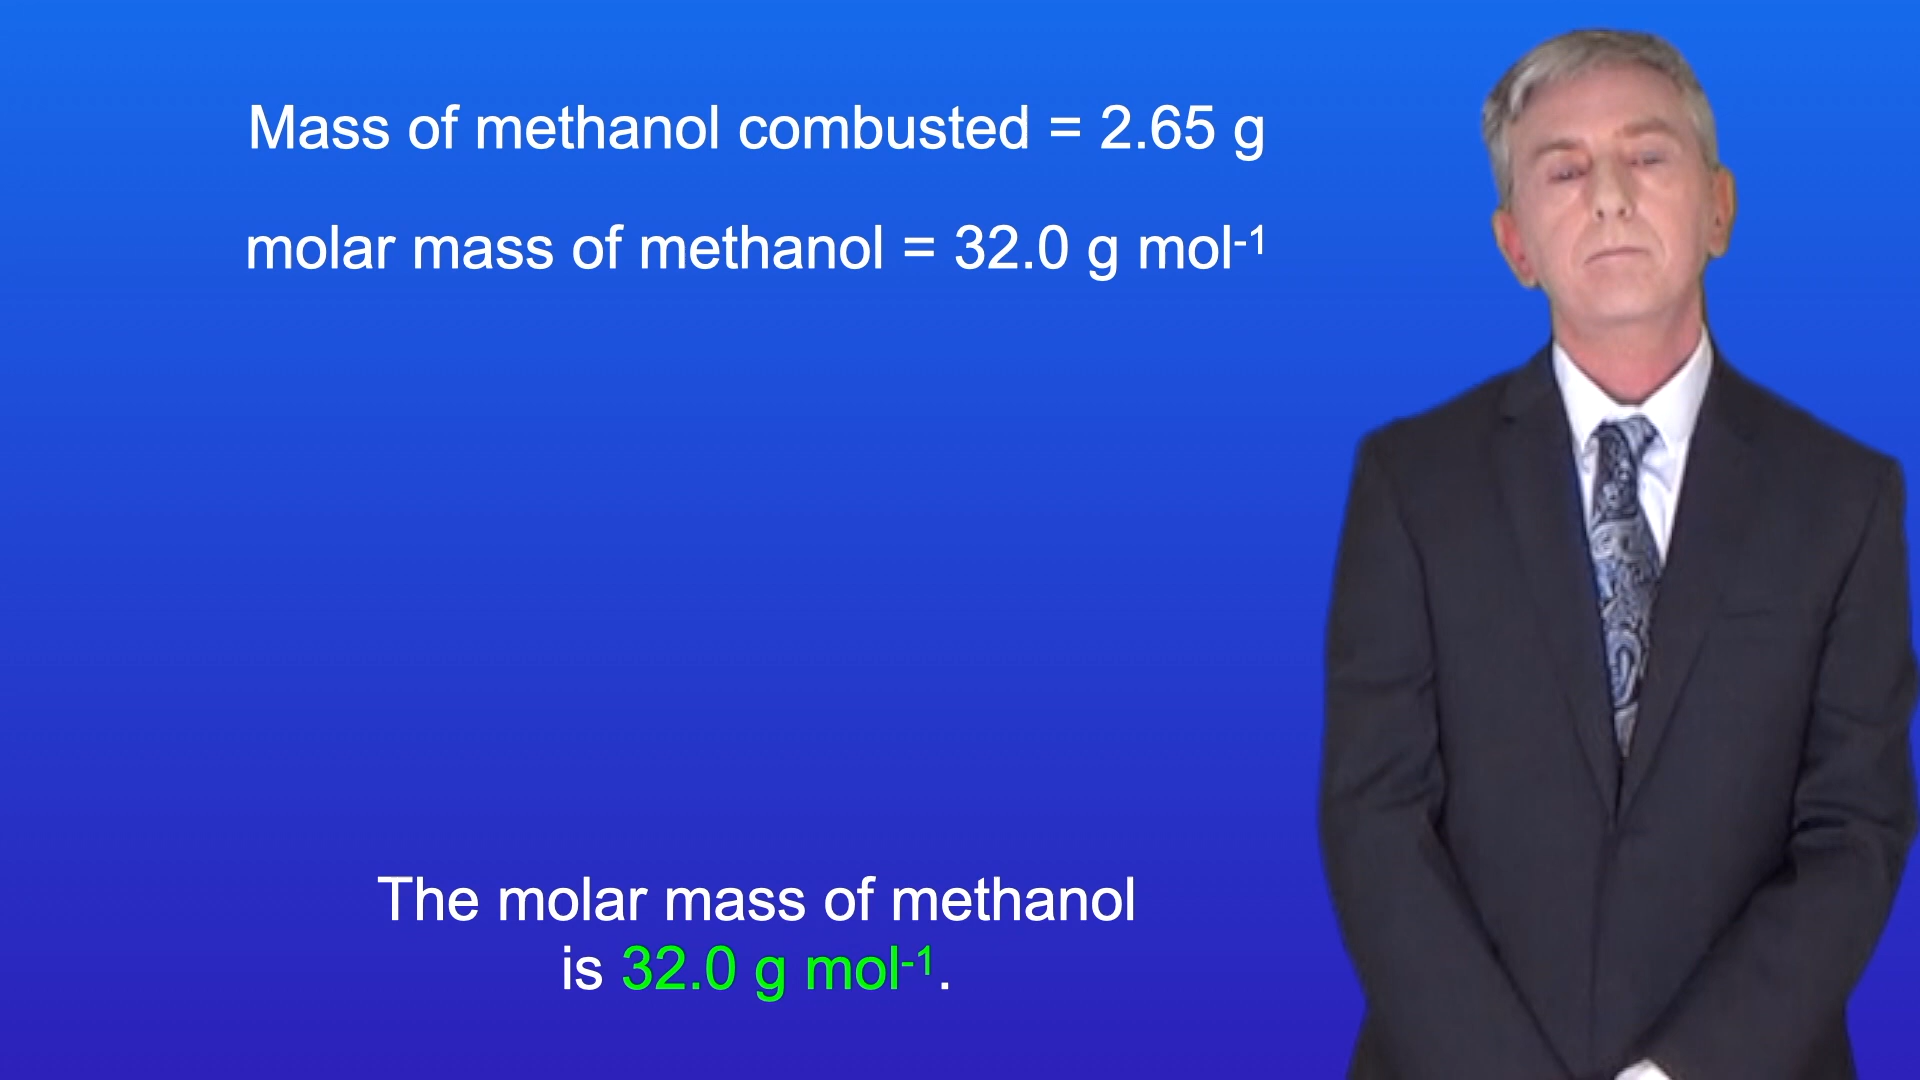 Mass of methanol combusted = 2.65 g
molar mass of methanol = 32.0 g mol⁻¹
The molar mass of methanol
is 32.0 g mol⁻¹.